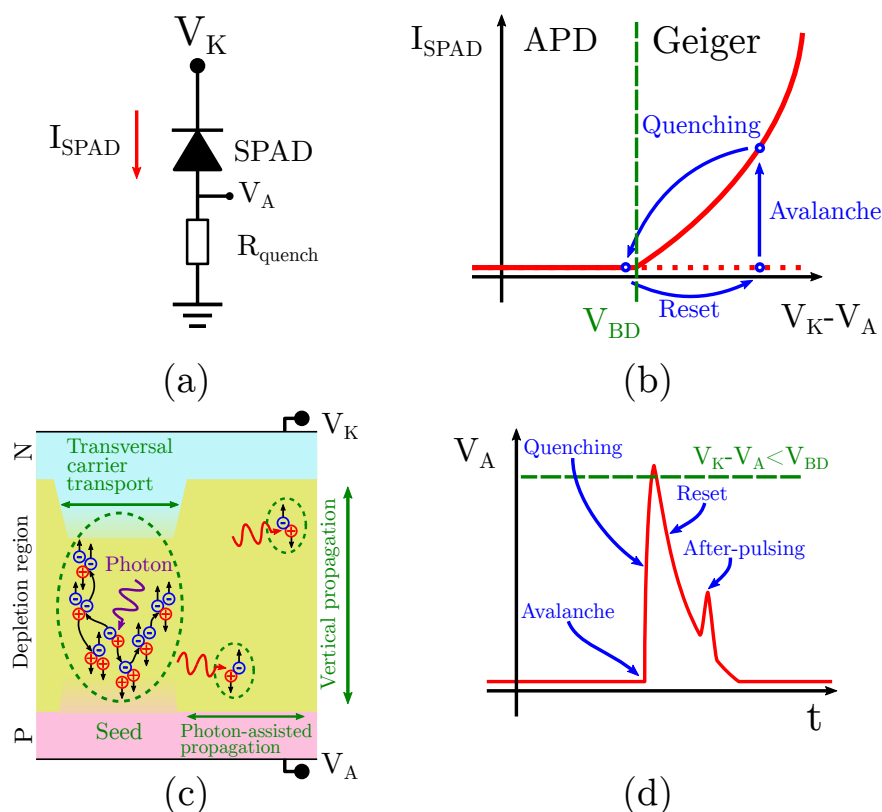 V_K
I_SPAD
SPAD
V_A
R_quench
(a)
I_SPAD APD Geiger
Quenching
Avalanche
V_BD
Reset
V_K-V_A
(b)
N
Depletion region
P
V_K
Transversal
carrier
transport
Photon
Vertical propagation
Seed
Photon-assisted
propagation
V_A
(c)
V_A
Quenching
V_K-V_A<V_BD
Reset
After-pulsing
Avalanche
t
(d)